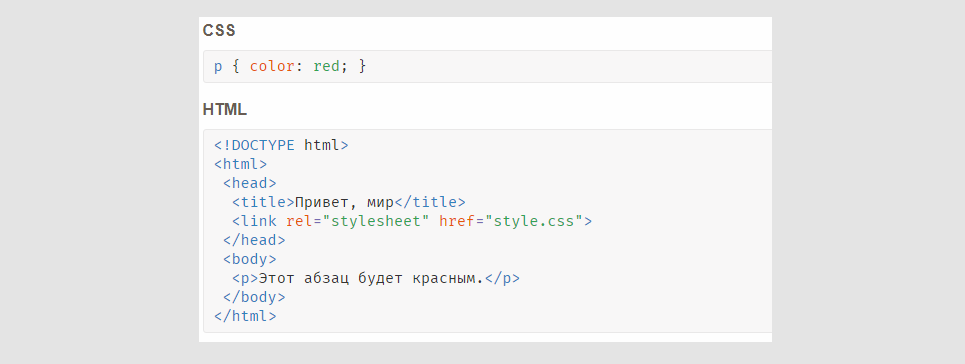 CSS
p { color: red; }
HTML
<!DOCTYPE html>
<html>
 <head>
  <title>Привет, мир</title>
  <link rel="stylesheet" href="style.css">
 </head>
 <body>
  <p>Этот абзац будет красным.</p>
 </body>
</html>